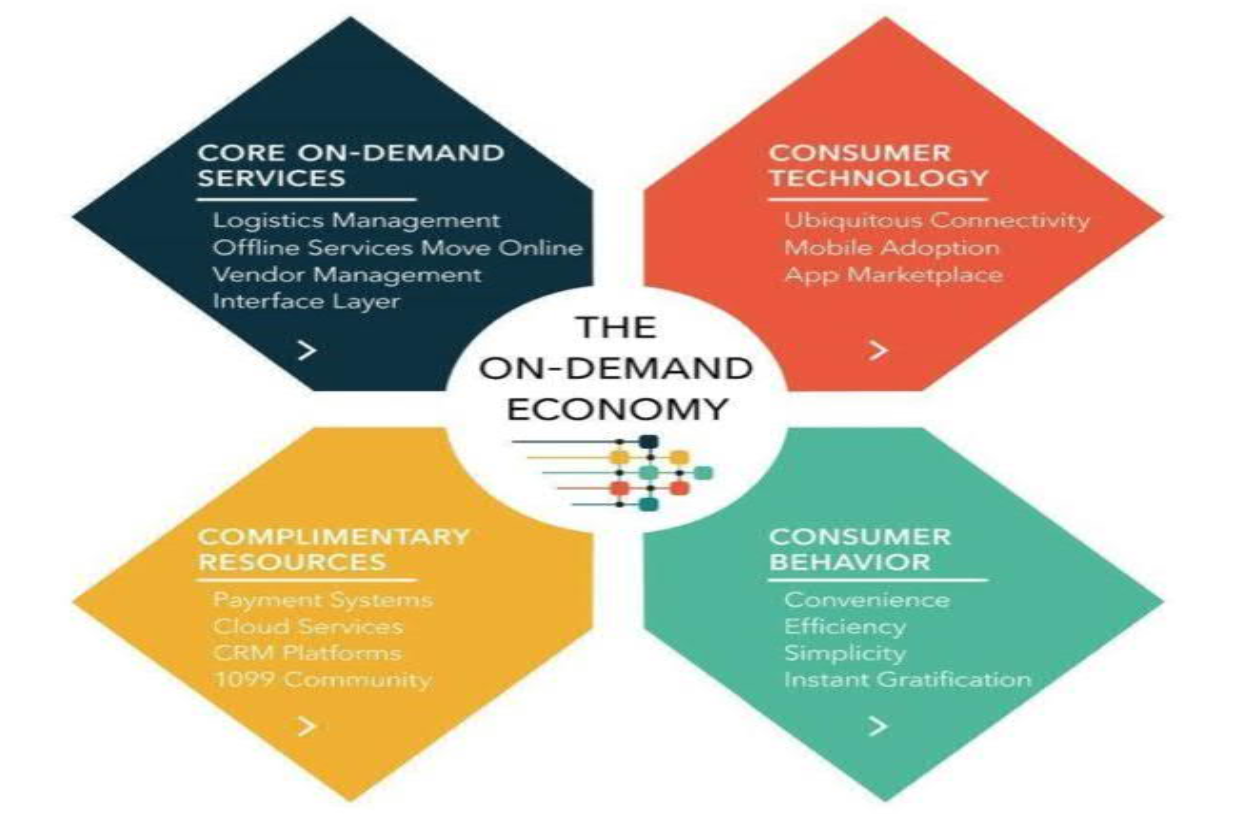 CORE ON-DEMAND
SERVICES
Logistics Management
Offline Services Move Online
Vendor Management
Interface Layer
>
CONSUMER
TECHNOLOGY
Ubiquitous Connectivity
Mobile Adoption
App Marketplace
>
THE
ON-DEMAND
ECONOMY
COMPLIMENTARY
RESOURCES
Payment Systems
Cloud Services
CRM Platforms
1099 Community
>
CONSUMER
BEHAVIOR
Convenience
Efficiency
Simplicity
Instant Gratification
>